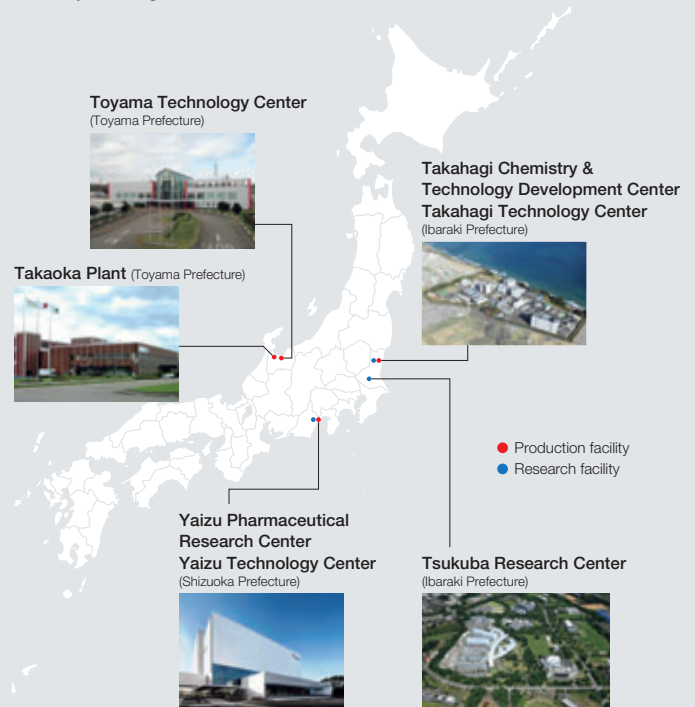 Toyama Technology Center
(Toyama Prefecture)
Takahagi Chemistry &
Technology Development Center
Takahagi Technology Center
(Ibaraki Prefecture)
Takaoka Plant (Toyama Prefecture)
Production facility
Research facility
Yaizu Pharmaceutical
Research Center
Yaizu Technology Center
(Shizuoka Prefecture)
Tsukuba Research Center
(Ibaraki Prefecture)